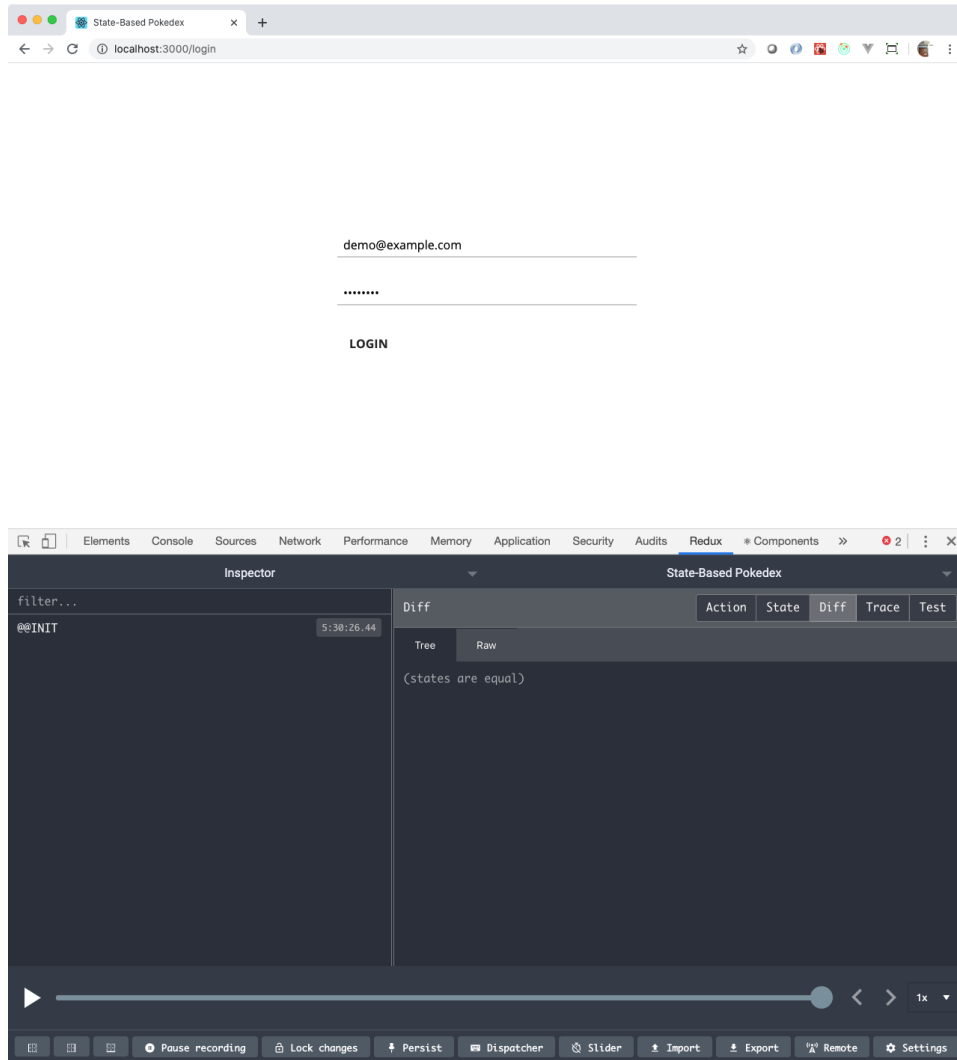 State-Based Pokedex
localhost:3000/login
demo@example.com
••••••••
LOGIN
Elements Console Sources Network Performance Memory Application Security Audits Redux Components » 2
Inspector State-Based Pokedex
filter...
Diff Action State Diff Trace Test
@@INIT 5:30:26.44
Tree Raw
(states are equal)
1x
Pause recording Lock changes Persist Dispatcher Slider Import Export Remote Settings